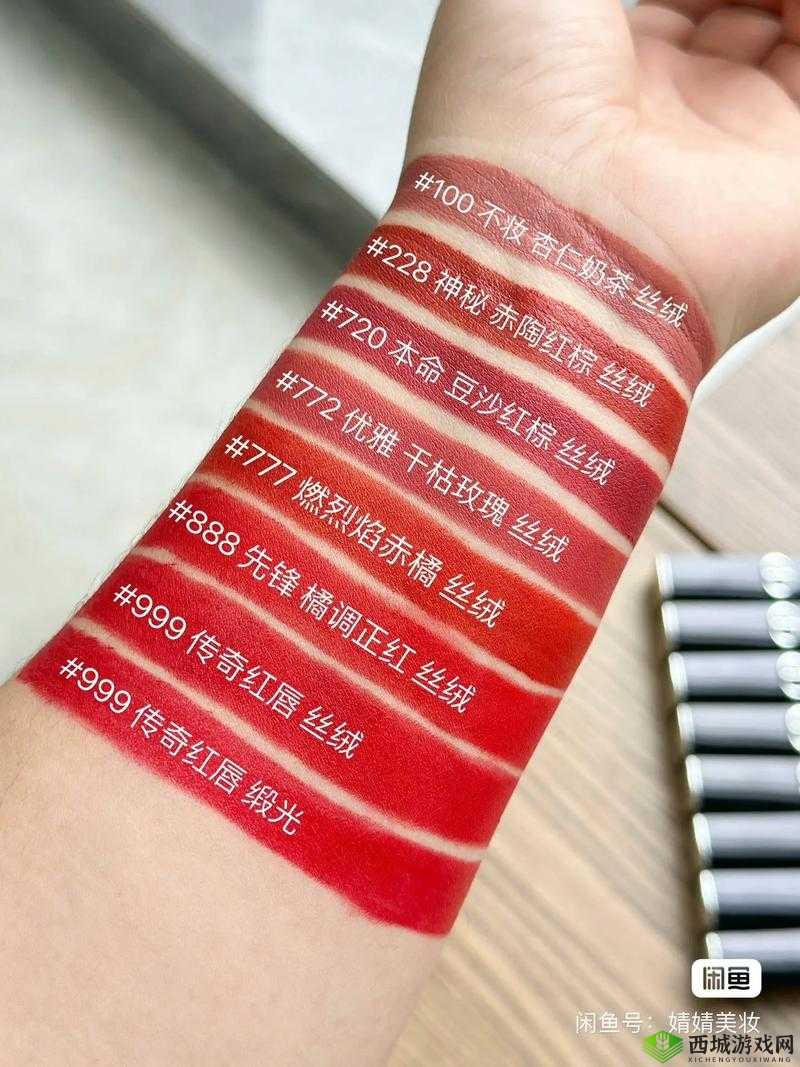 #100 不妆 杏仁奶茶 丝绒
#228 神秘 赤陶红棕 丝绒
#720 本命 豆沙红棕 丝绒
#772 优雅 干枯玫瑰 丝绒
#777 燃烈焰赤橘 丝绒
#888 先锋 橘调正红 丝绒
#999 传奇红唇 丝绒
#999 传奇红唇 缎光
闲鱼
闲鱼号：婧婧美妆
西城游戏网
XICHENGYOUXIWANG